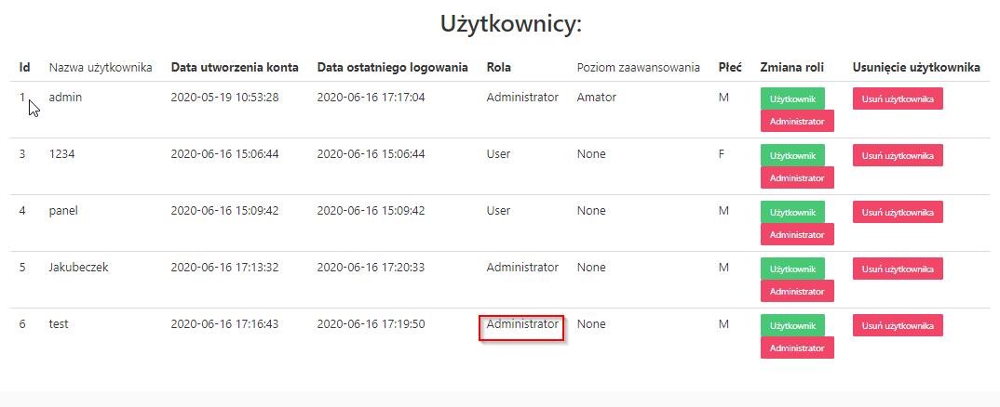 Użytkownicy:
Id Nazwa użytkownika Data utworzenia konta Data ostatniego logowania Rola Poziom zaawansowania Płeć Zmiana roli Usunięcie użytkownika
1 admin 2020-05-19 10:53:28 2020-06-16 17:17:04 Administrator Amator M Użytkownik Usuń użytkownika
Administrator
3 1234 2020-06-16 15:06:44 2020-06-16 15:06:44 User None F Użytkownik Usuń użytkownika
Administrator
4 panel 2020-06-16 15:09:42 2020-06-16 15:09:42 User None M Użytkownik Usuń użytkownika
Administrator
5 Jakubeczek 2020-06-16 17:13:32 2020-06-16 17:20:33 Administrator None M Użytkownik Usuń użytkownika
Administrator
6 test 2020-06-16 17:16:43 2020-06-16 17:19:50 Administrator None M Użytkownik Usuń użytkownika
Administrator